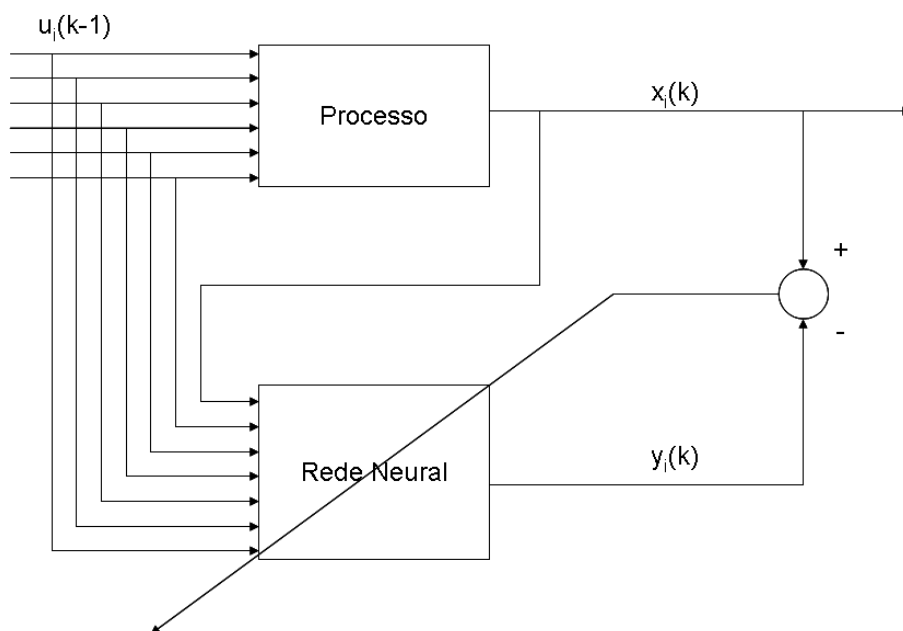 u_i(k-1)
Processo
x_i(k)
+
-
Rede Neural
y_i(k)